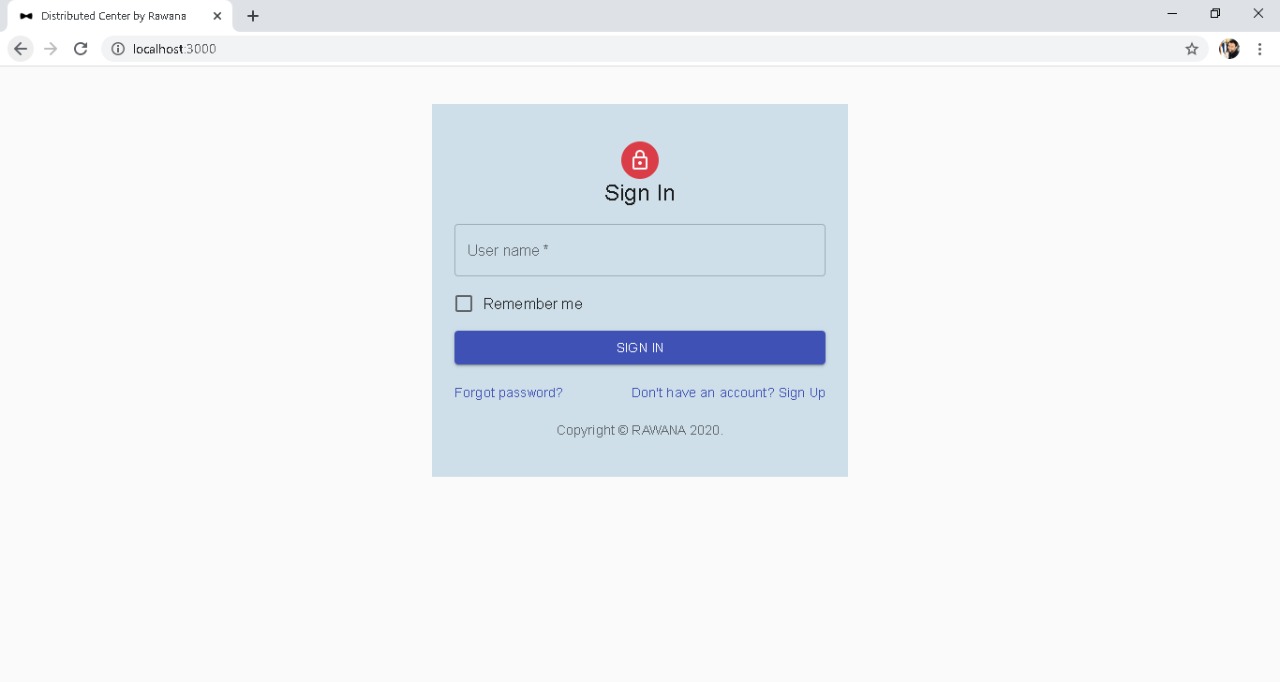 Distributed Center by Rawana
localhost:3000
Sign In
User name *
Remember me
SIGN IN
Forgot password? Don't have an account? Sign Up
Copyright © RAWANA 2020.